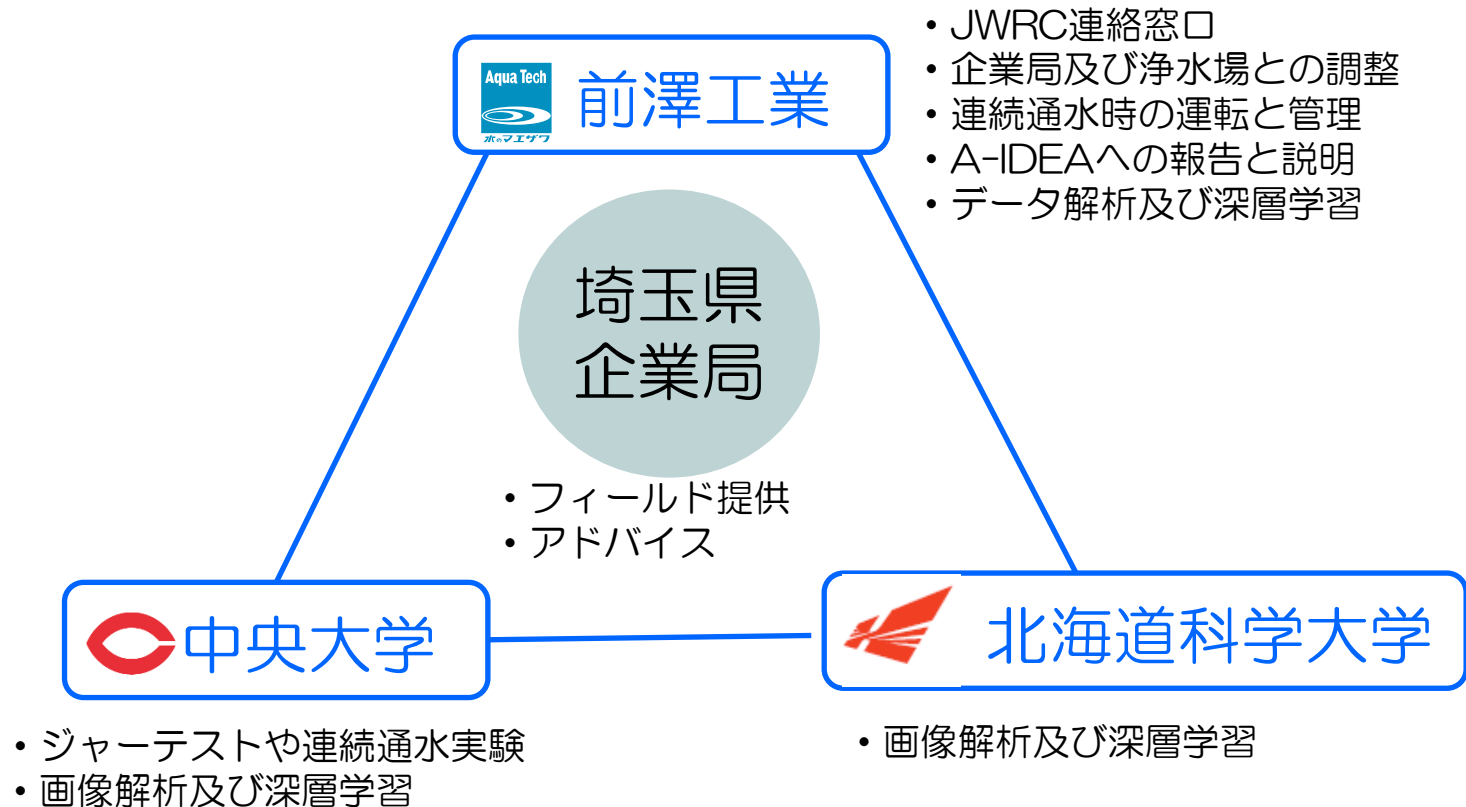 ・JWRC連絡窓口
・企業局及び浄水場との調整
・連続通水時の運転と管理
・A-IDEAへの報告と説明
・データ解析及び深層学習
Aqua Tech
水のマエザワ
前澤工業
埼玉県
企業局
・フィールド提供
・アドバイス
中央大学
・ジャーテストや連続通水実験
・画像解析及び深層学習
北海道科学大学
・画像解析及び深層学習